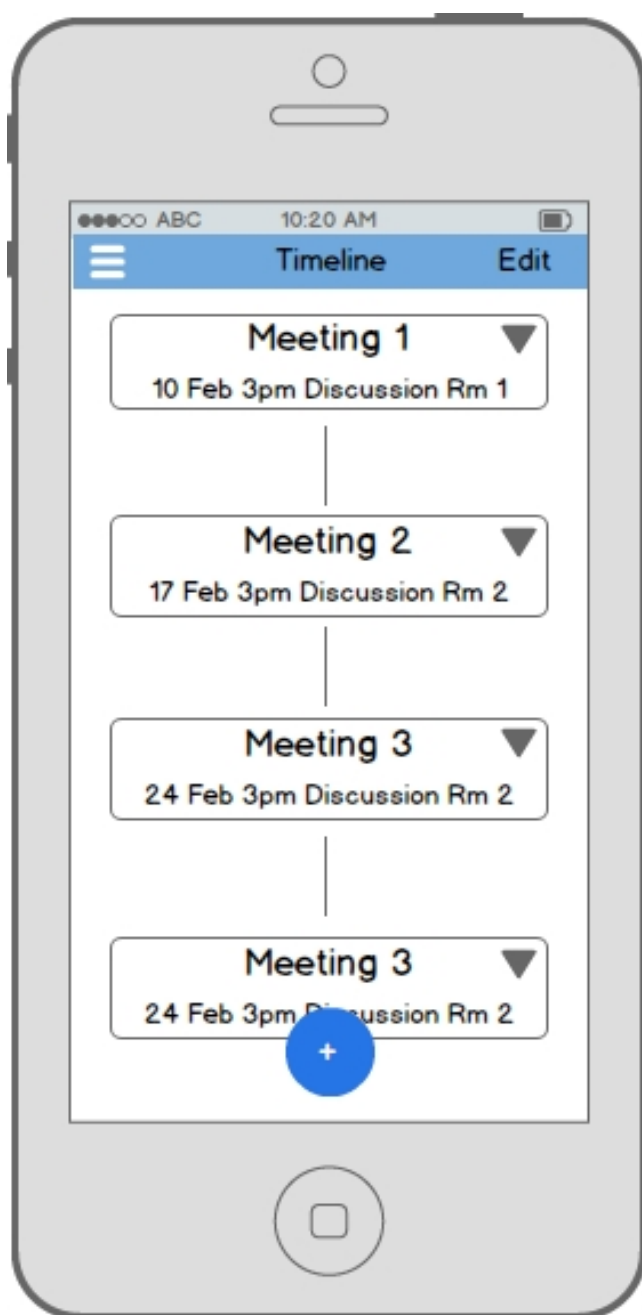 ABC 10:20 AM
Timeline Edit
Meeting 1
10 Feb 3pm Discussion Rm 1
Meeting 2
17 Feb 3pm Discussion Rm 2
Meeting 3
24 Feb 3pm Discussion Rm 2
Meeting 3
24 Feb 3pm Discussion Rm 2
+